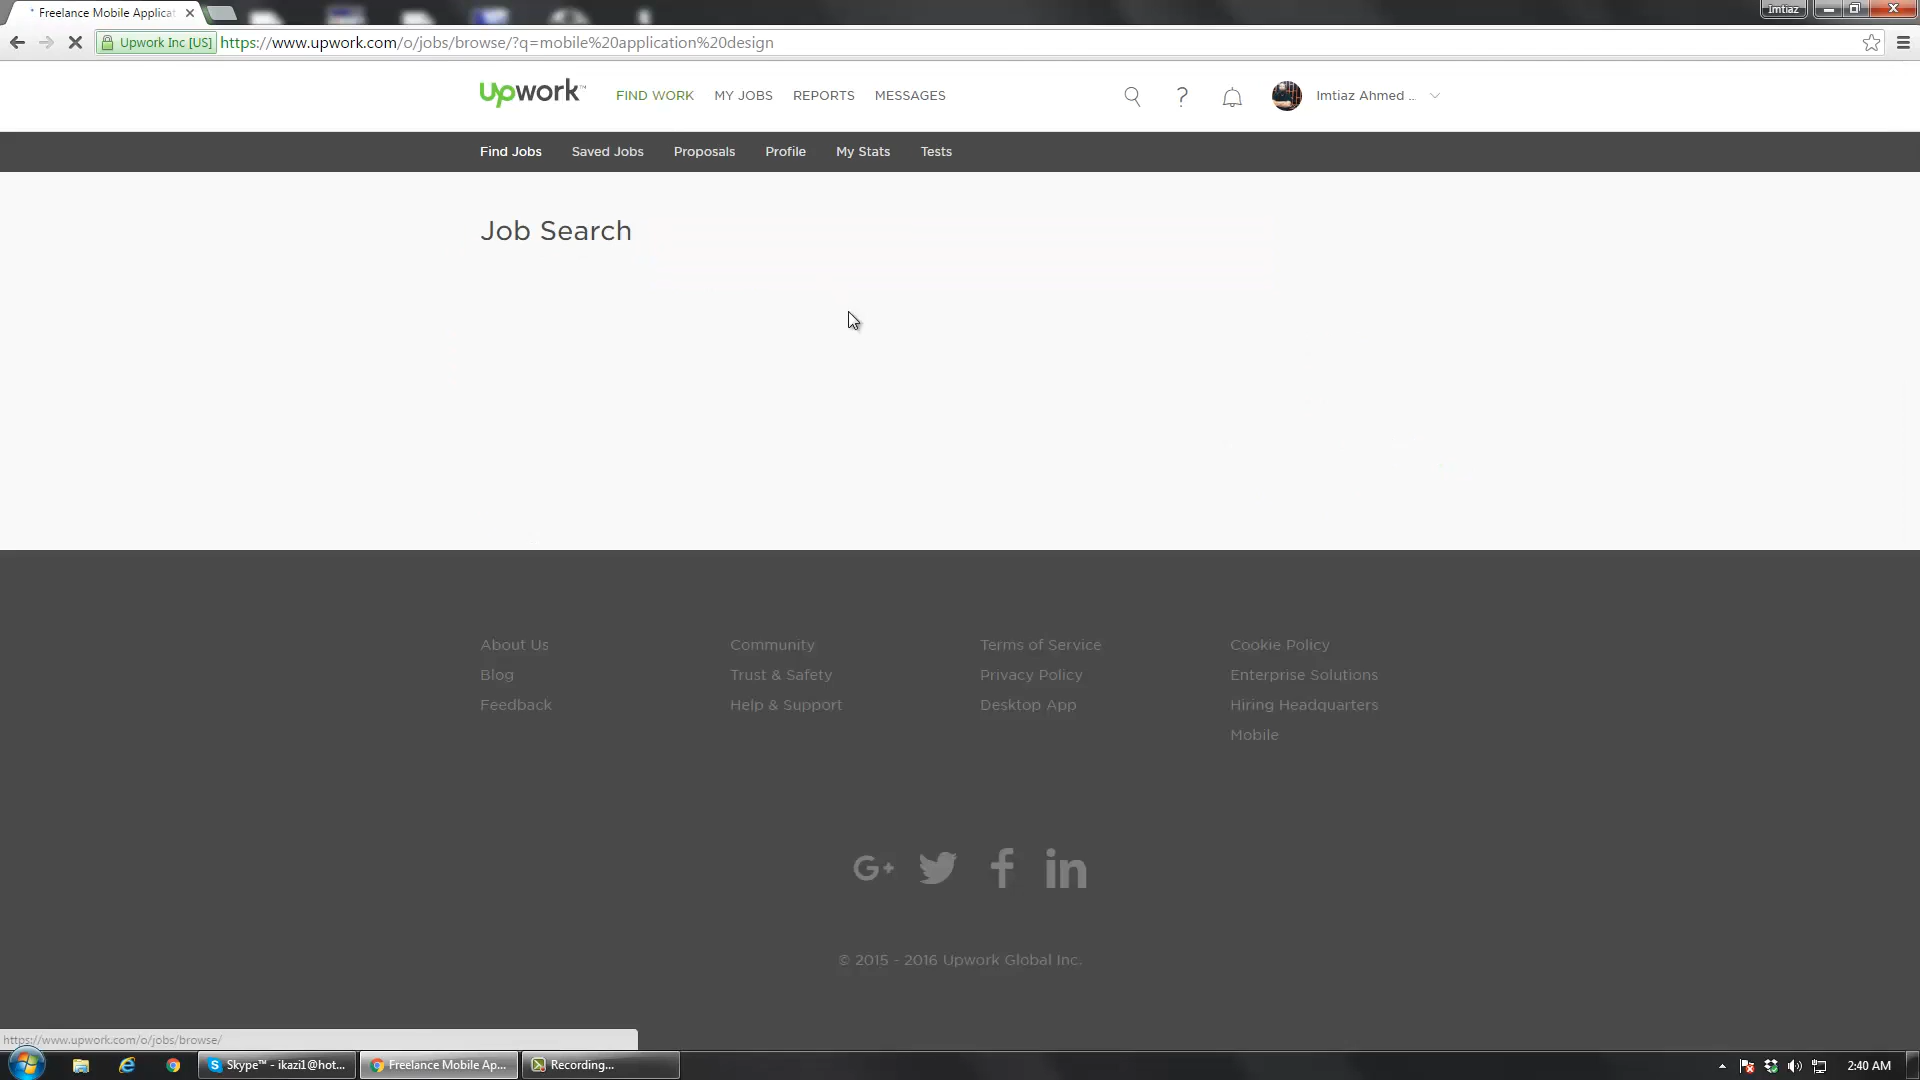 Freelance Mobile Applicat
Imtiaz
Upwork Inc [US]
https://www.upwork.com/o/jobs/browse/?q=mobile%20application%20design
upwork™
FIND WORK
MY JOBS
REPORTS
MESSAGES
?
Imtiaz Ahmed ..
Find Jobs
Saved Jobs
Proposals
Profile
My Stats
Tests
Job Search
About Us
Community
Terms of Service
Cookie Policy
Blog
Trust & Safety
Privacy Policy
Enterprise Solutions
Feedback
Help & Support
Desktop App
Hiring Headquarters
Mobile
G+
f
in
© 2015 - 2016 Upwork Global Inc.
https://www.upwork.com/o/jobs/browse/
Skype™ - ikazi1@hot...
Freelance Mobile Ap...
Recording...
2:40 AM